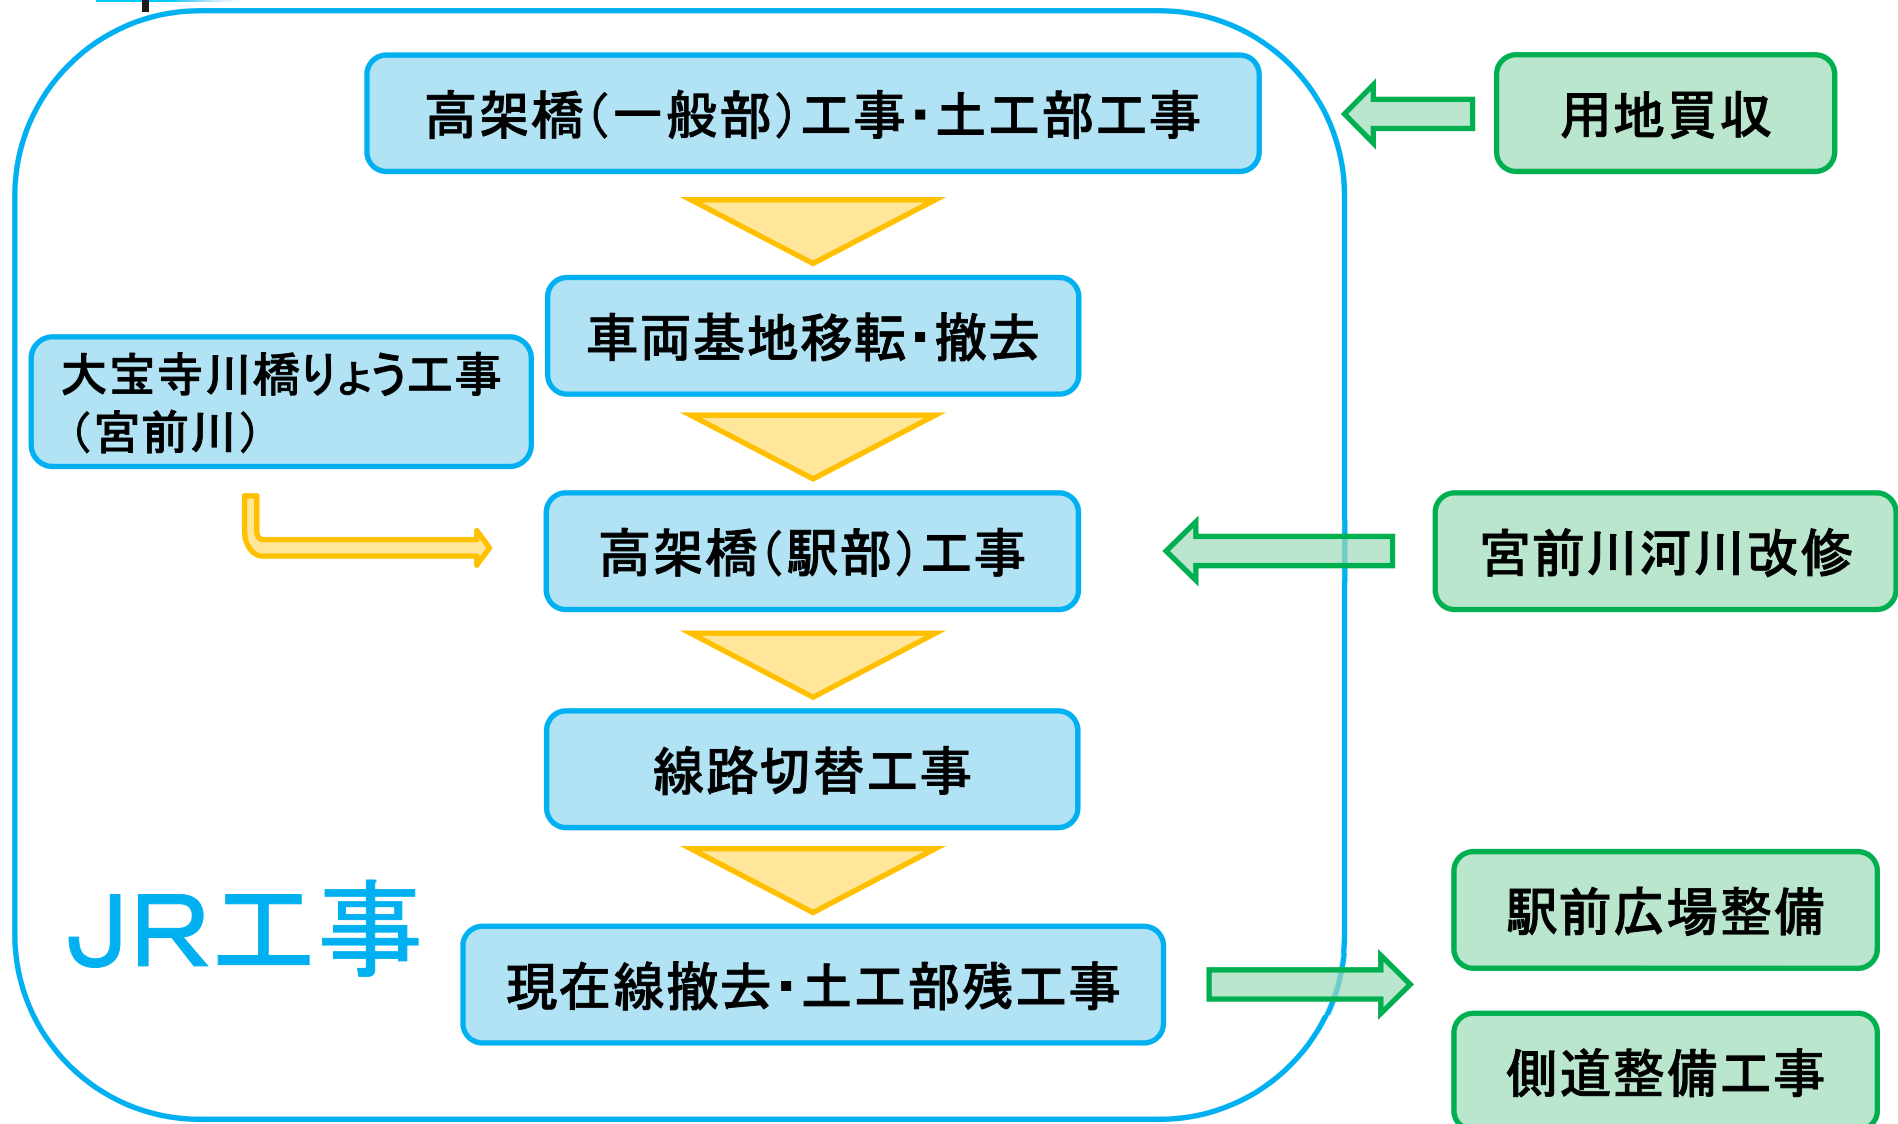 高架橋(一般部)工事・土工部工事
用地買収
車両基地移転・撤去
大宝寺川橋りょう工事
(宮前川)
高架橋(駅部)工事
宮前川河川改修
線路切替工事
JR工事
現在線撤去・土工部残工事
駅前広場整備
側道整備工事